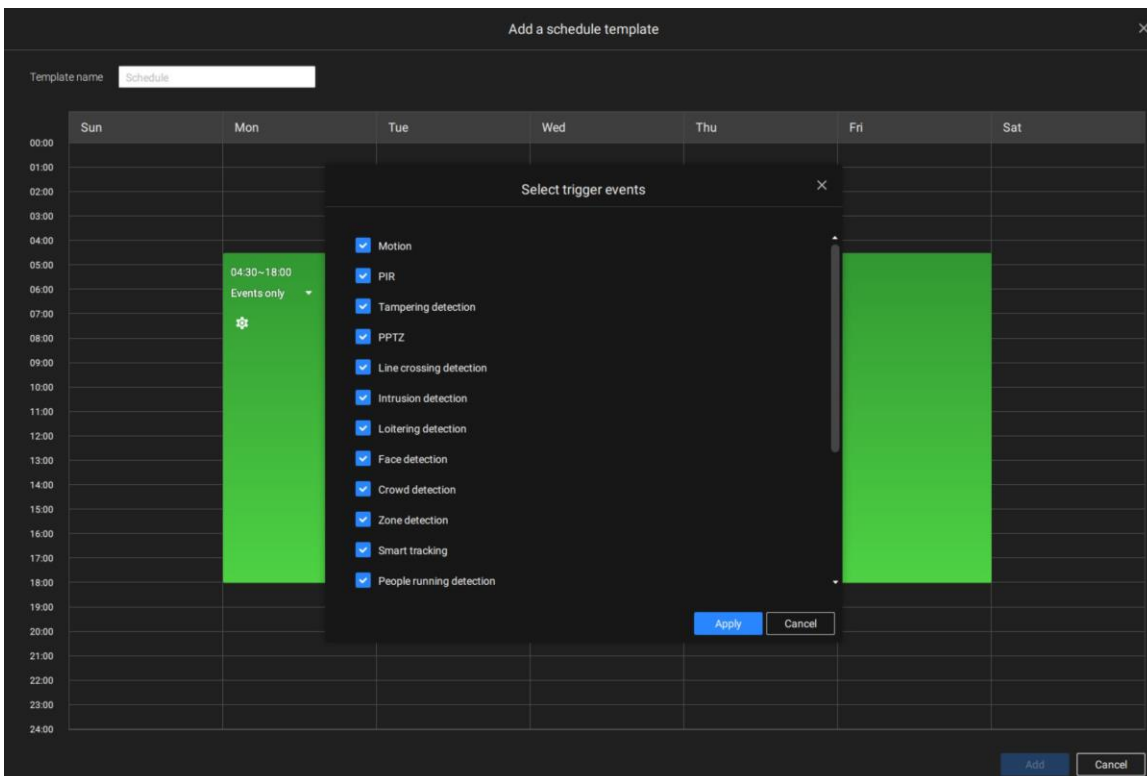 Add a schedule template
Template name Schedule
Sun Mon Tue Wed Thu Fri Sat
00:00
01:00
02:00
03:00
04:00
05:00
06:00
07:00
08:00
09:00
10:00
11:00
12:00
13:00
14:00
15:00
16:00
17:00
18:00
19:00
20:00
21:00
22:00
23:00
24:00
04:30~18:00
Events only
Select trigger events
Motion
PIR
Tampering detection
PPTZ
Line crossing detection
Intrusion detection
Loitering detection
Face detection
Crowd detection
Zone detection
Smart tracking
People running detection
Apply Cancel
Add Cancel